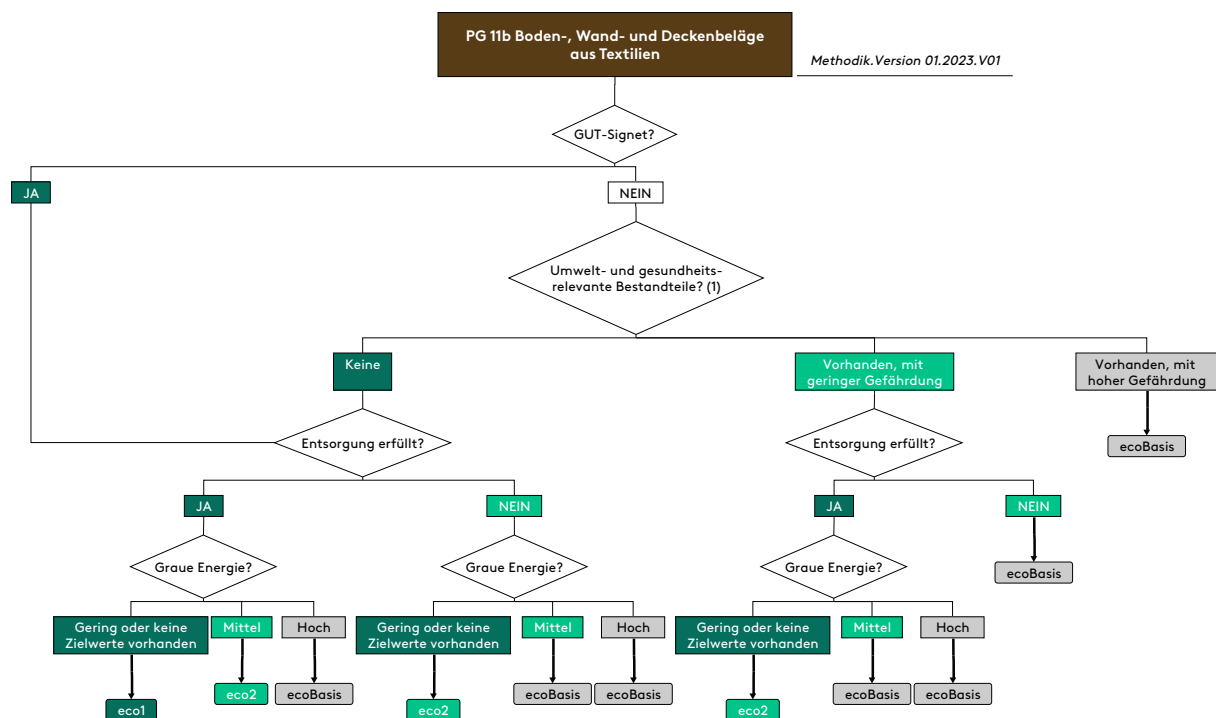 PG 11b Boden-, Wand- und Deckenbeläge
aus Textilien
Methodik.Version 01.2023.V01
GUT-Signet?
JA
NEIN
Umwelt- und gesundheits-
relevante Bestandteile? (1)
Keine
Vorhanden, mit
geringer Gefährdung
Vorhanden, mit
hoher Gefährdung
Entsorgung erfüllt?
Entsorgung erfüllt?
ecoBasis
JA
NEIN
JA
NEIN
Graue Energie?
Graue Energie?
Graue Energie?
ecoBasis
Gering oder keine
Zielwerte vorhanden
Mittel
Hoch
Gering oder keine
Zielwerte vorhanden
Mittel
Hoch
Gering oder keine
Zielwerte vorhanden
Mittel
Hoch
eco2
ecoBasis
ecoBasis
ecoBasis
ecoBasis
ecoBasis
eco1
eco2
eco2